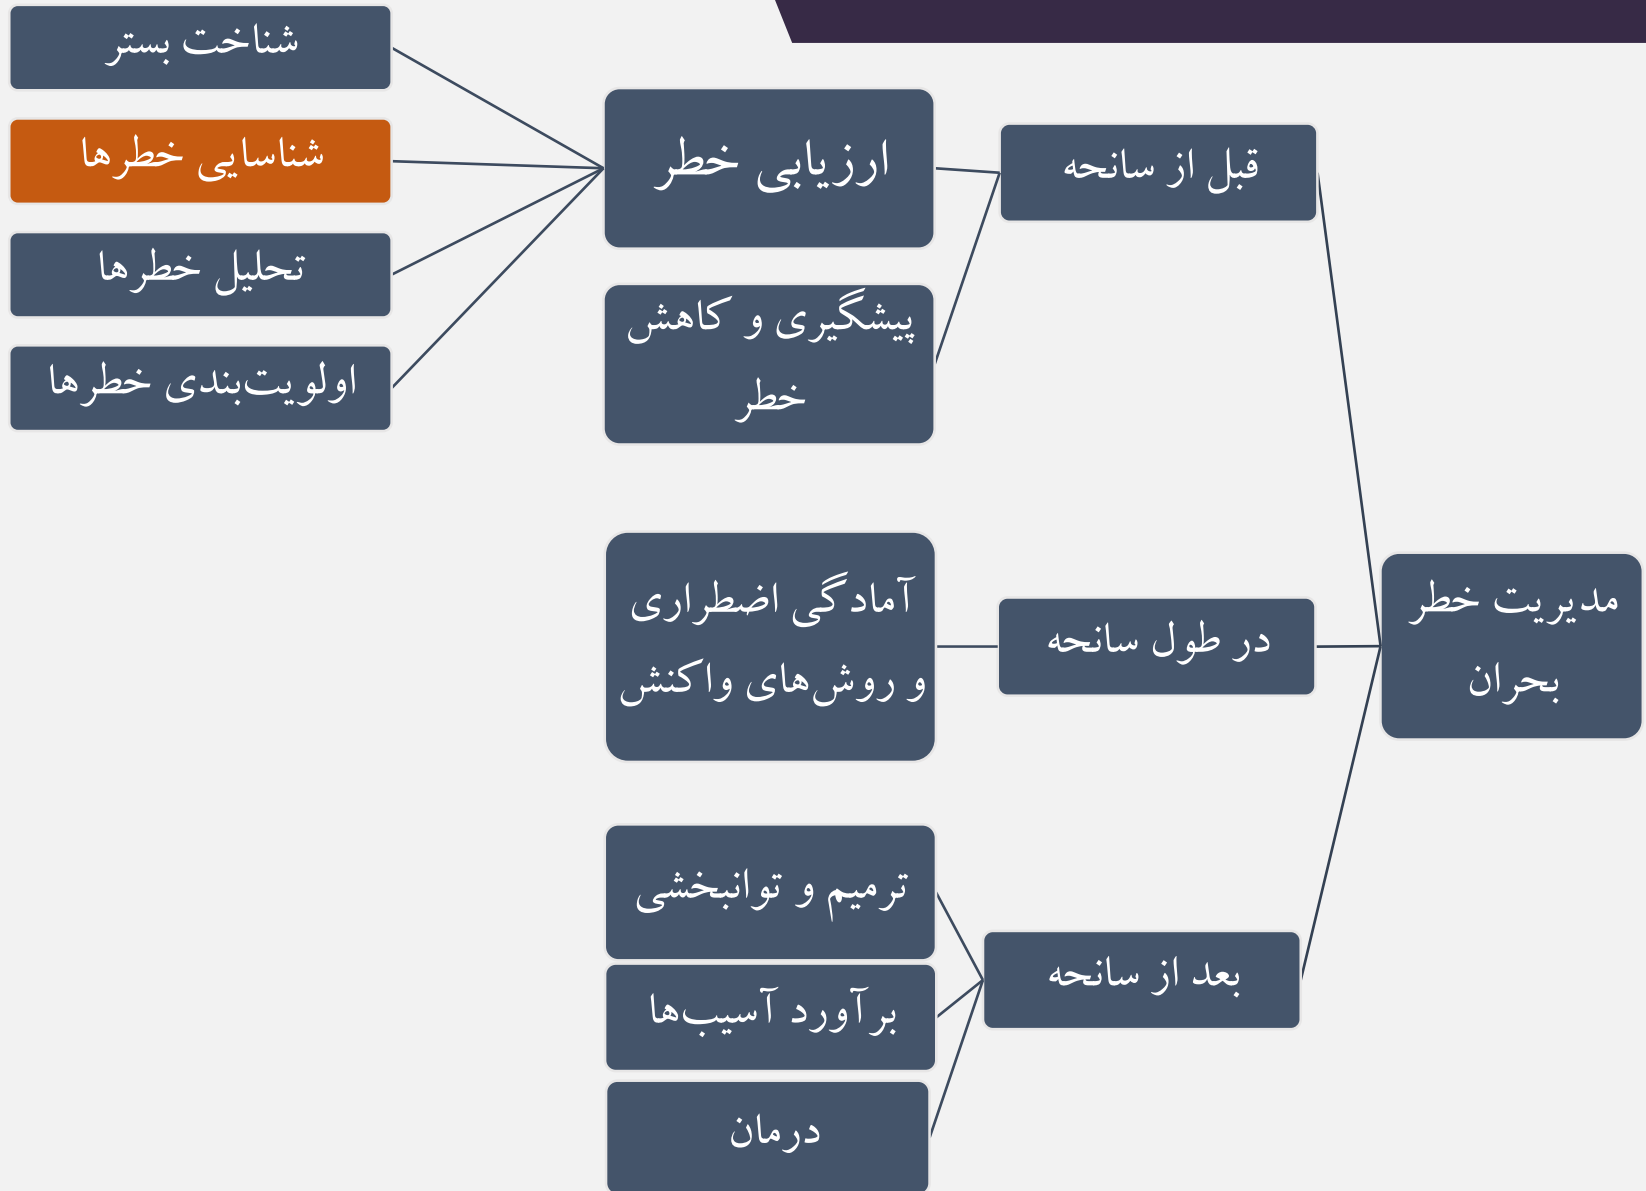 مدیریت خطر
بحران
قبل از سانحه
ارزیابی خطر
شناخت بستر
شناسایی خطرها
تحلیل خطرها
اولویت‌بندی خطرها
پیشگیری و کاهش
خطر
در طول سانحه
آمادگی اضطراری
و روش‌های واکنش
بعد از سانحه
ترمیم و توانبخشی
برآورد آسیب‌ها
درمان